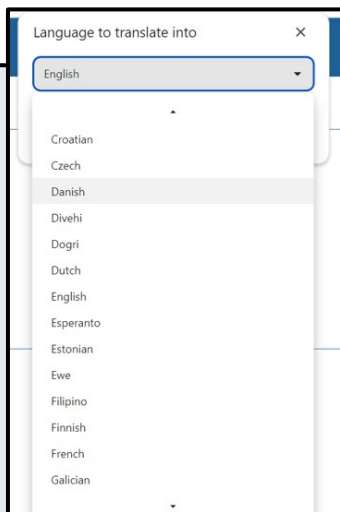 Language to translate into
English
Croatian
Czech
Danish
Divehi
Dogri
Dutch
English
Esperanto
Estonian
Ewe
Filipino
Finnish
French
Galician